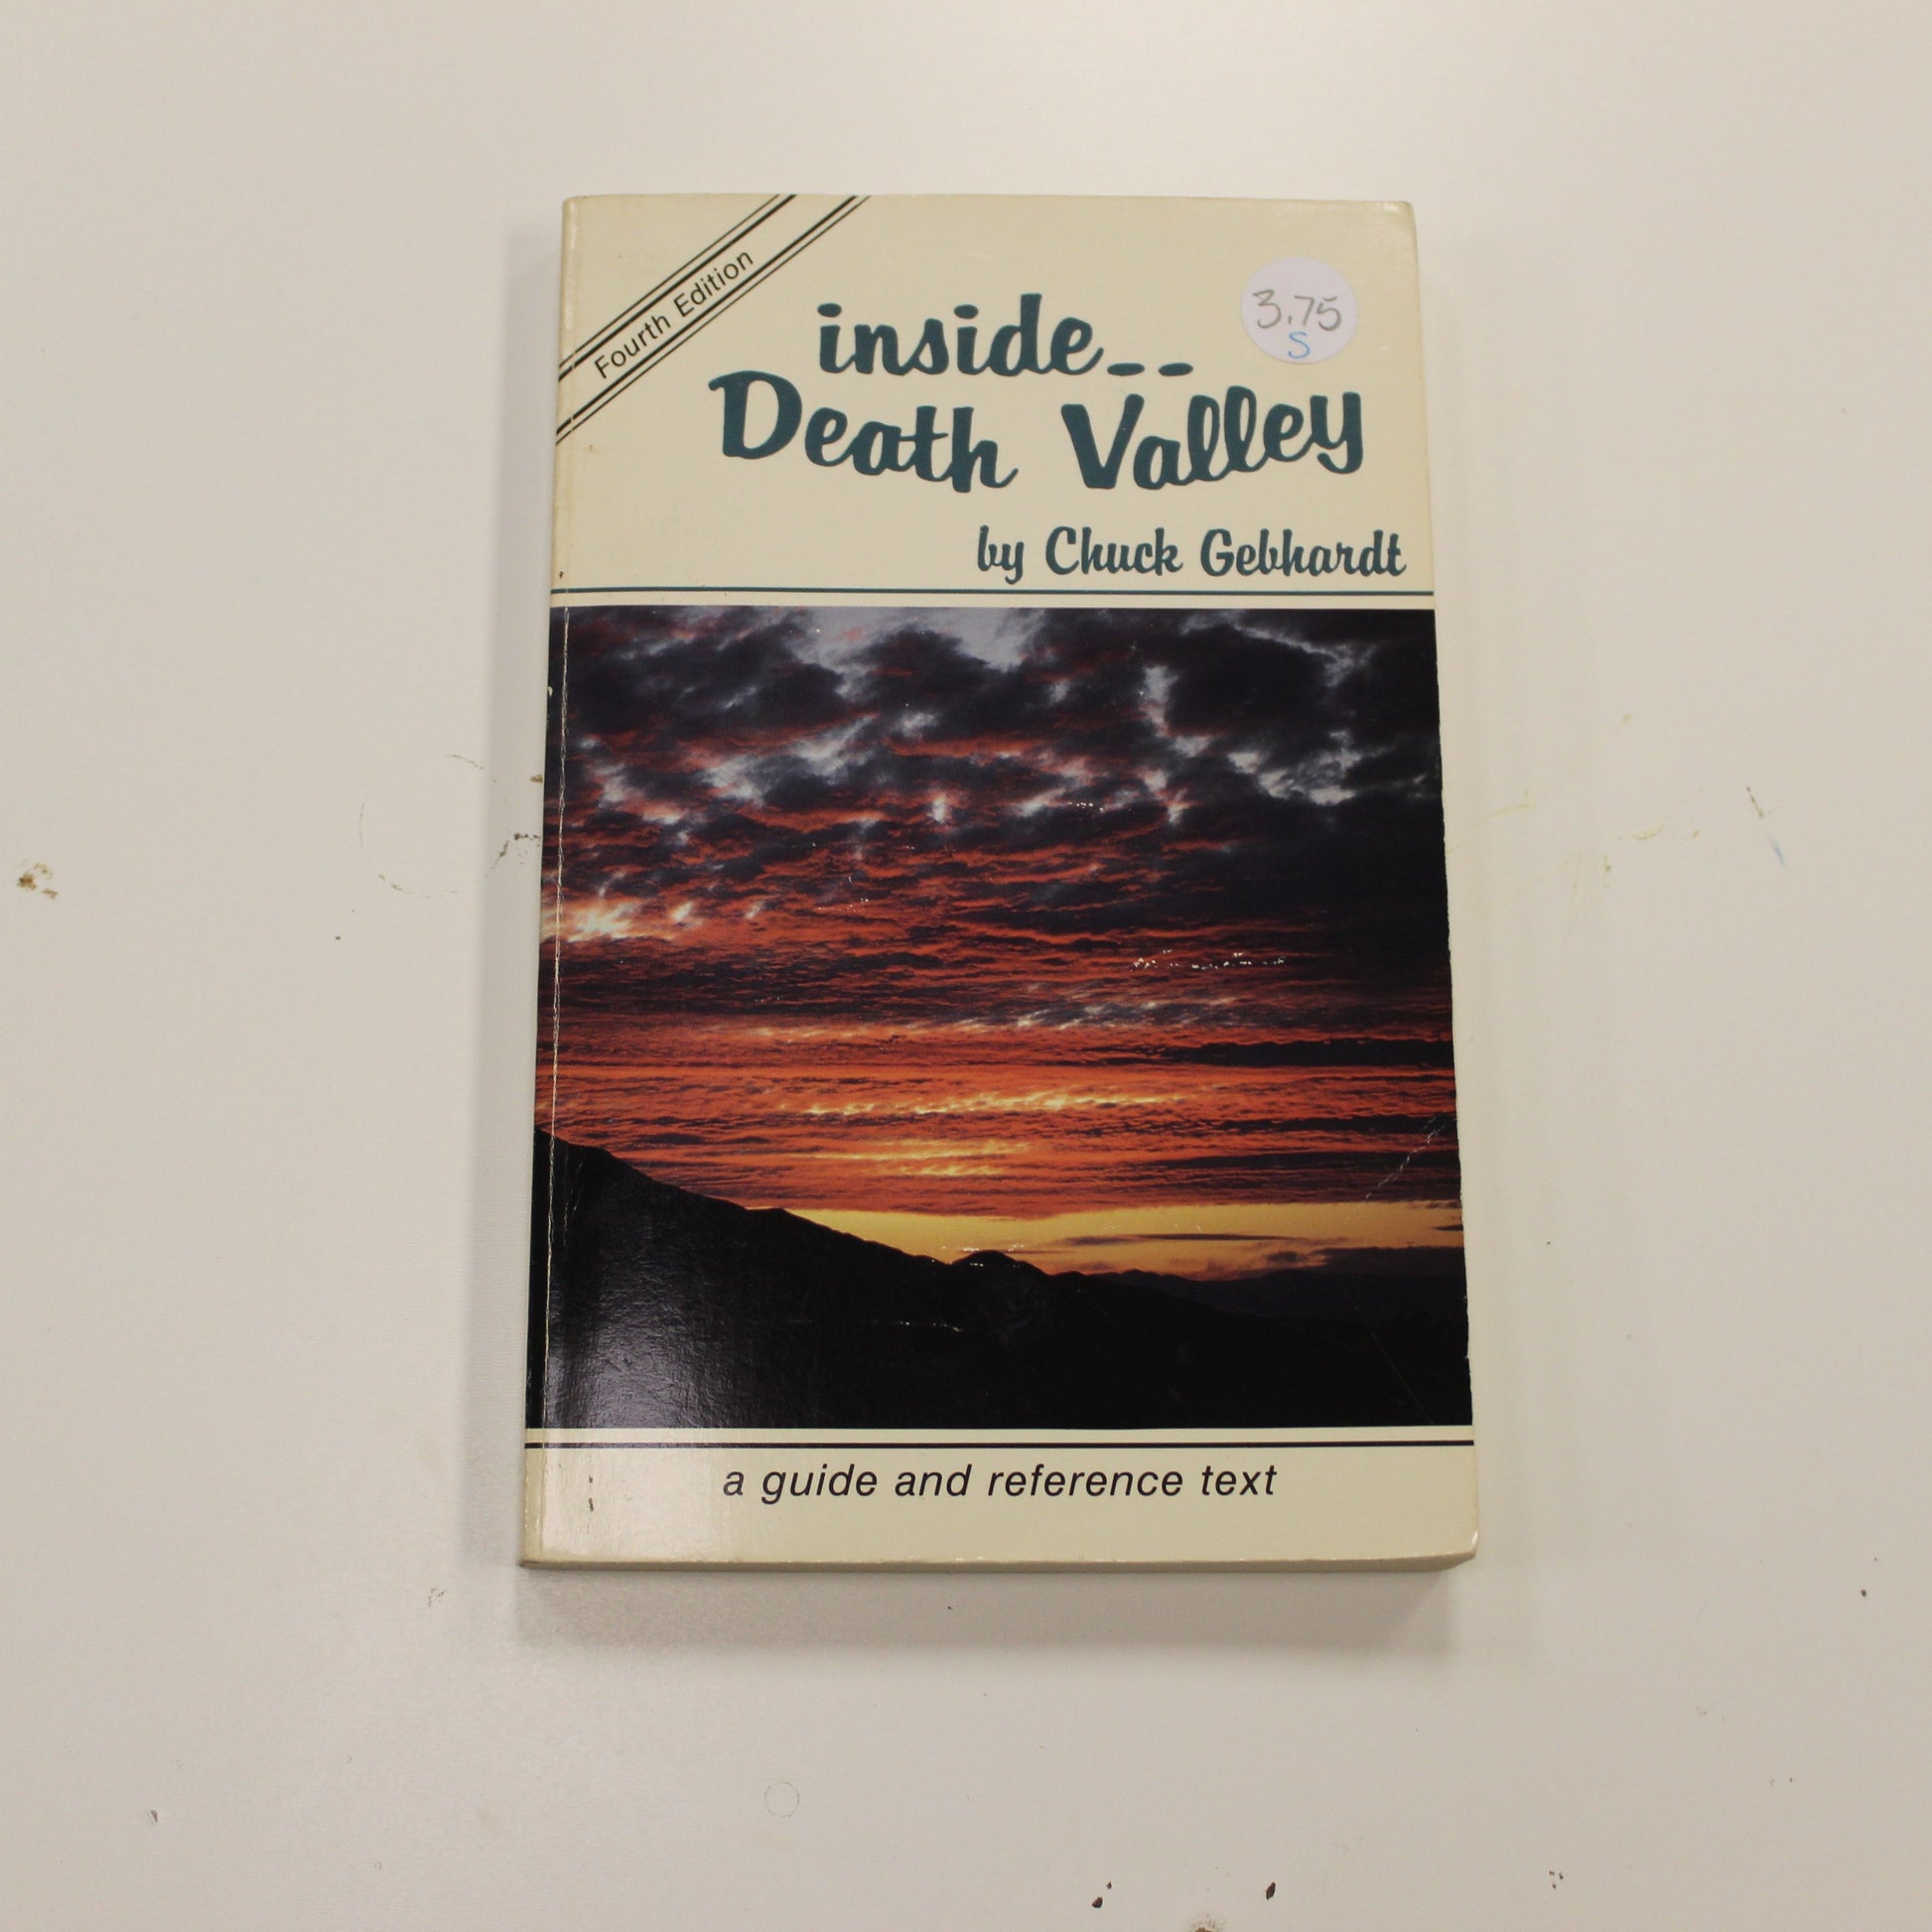 Fourth Edition
3.75
S
inside--
Death Valley
by Chuck Gebhardt
a guide and reference text